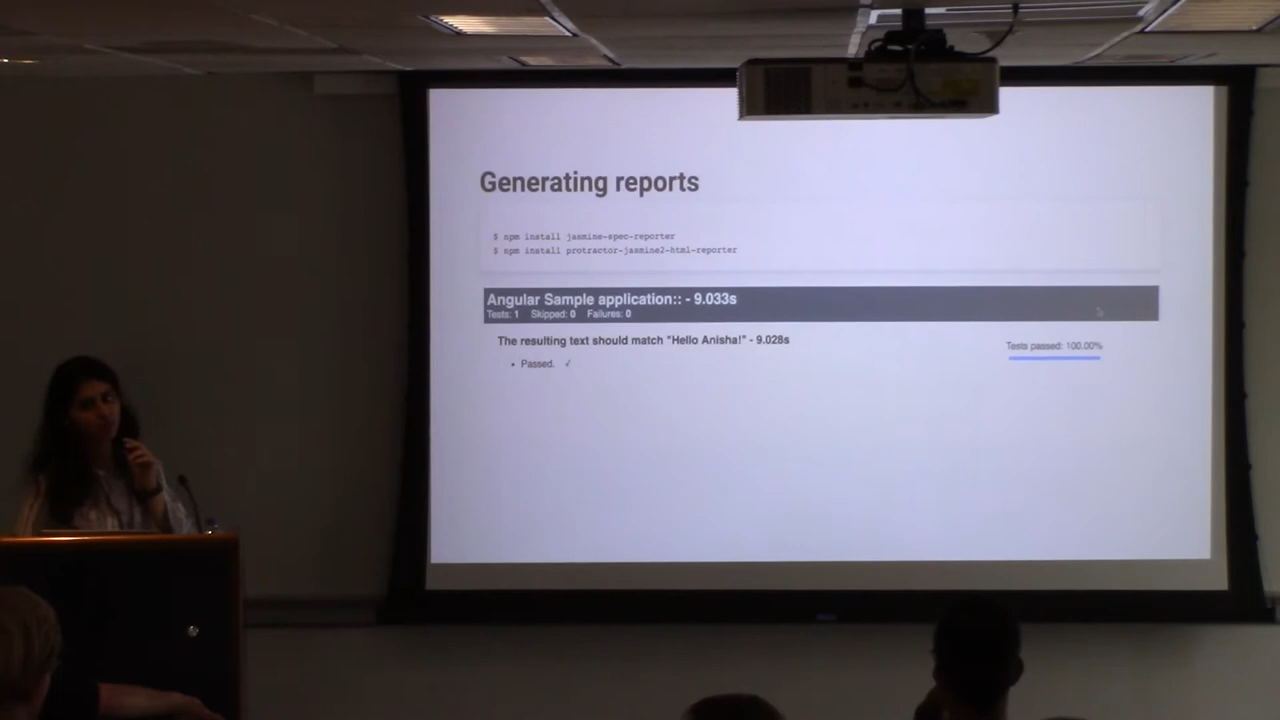 Generating reports
$ npm install jasmine-spec-reporter
$ npm install protractor-jasmine2-html-reporter
Angular Sample application:: - 9.033s
Tests: 1 Skipped: 0 Failures: 0
The resulting text should match "Hello Anisha!" - 9.028s
Tests passed: 100.00%
• Passed. ✓